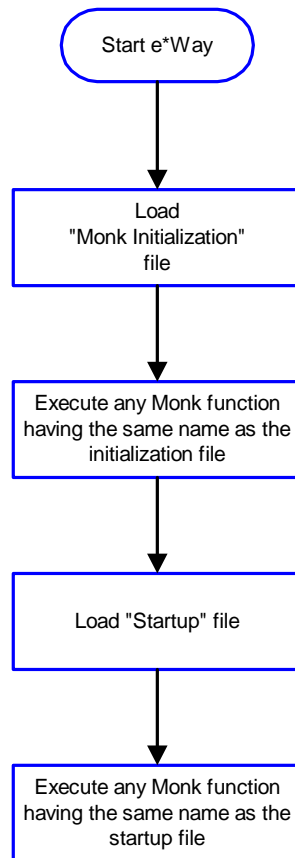 Start e*Way
Load
"Monk Initialization"
file
Execute any Monk function
having the same name as the
initialization file
Load "Startup" file
Execute any Monk function
having the same name as the
startup file